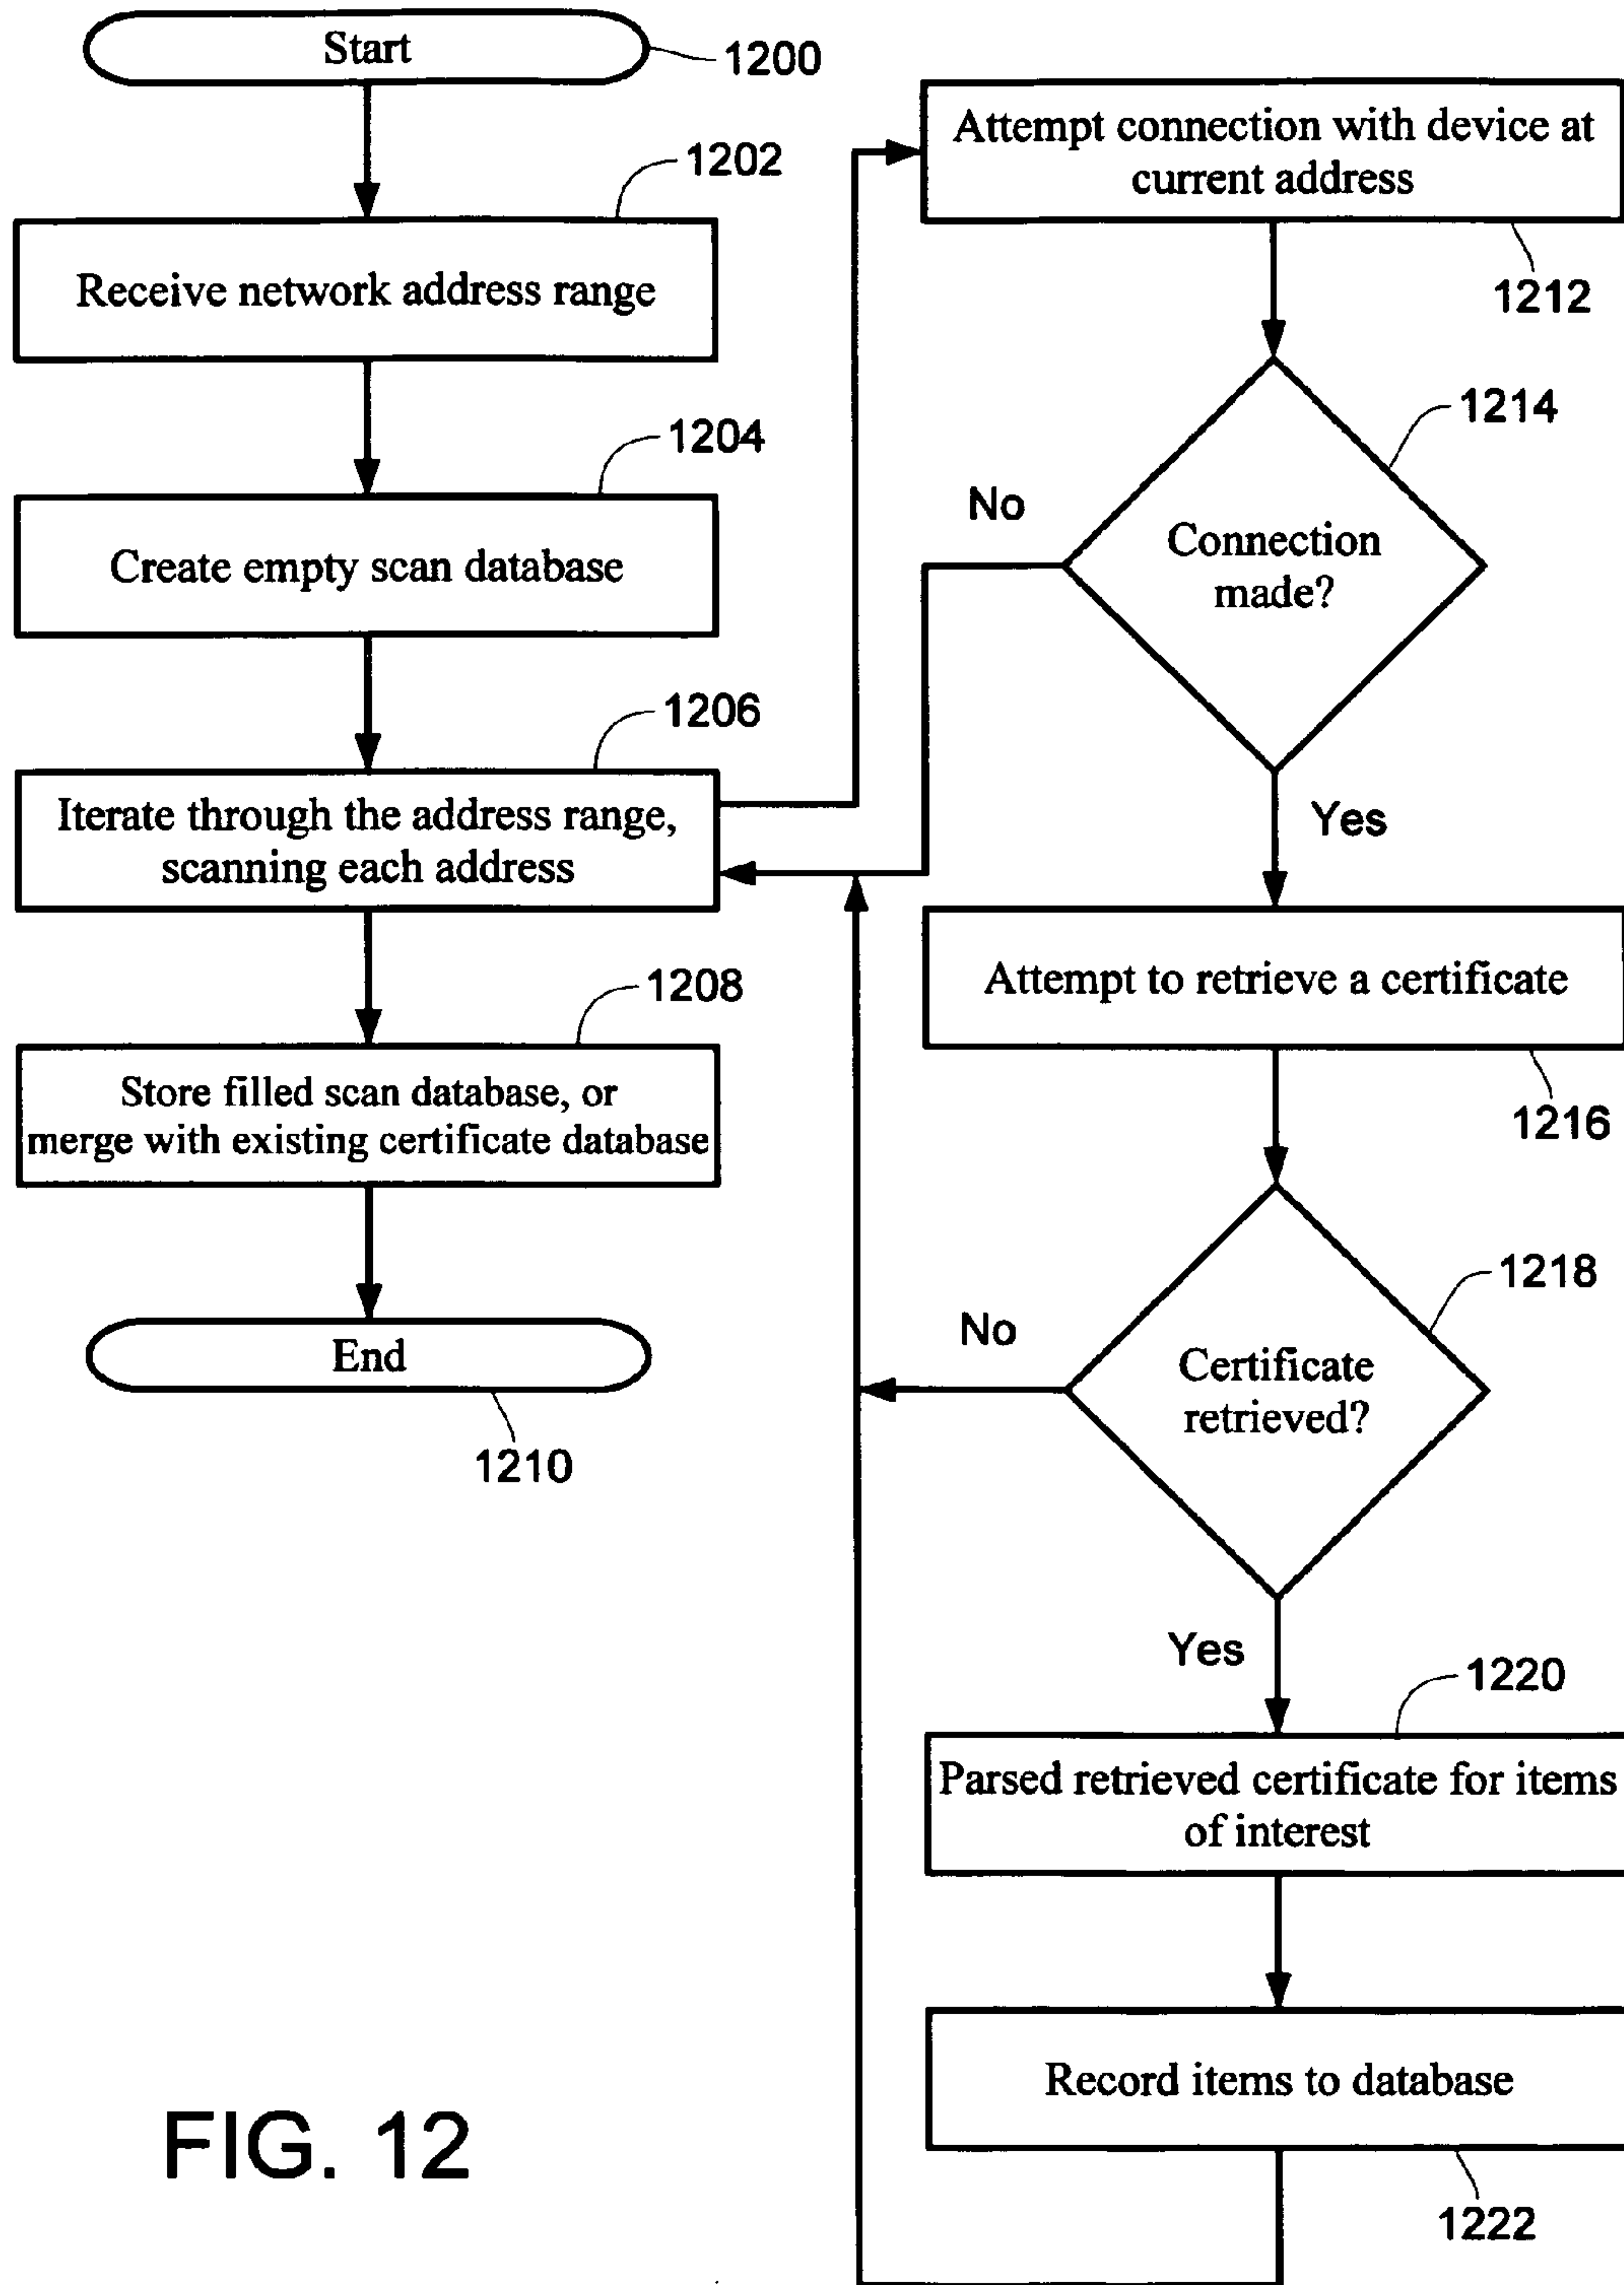 Start
1200
1202
Receive network address range
1204
Create empty scan database
1206
Iterate through the address range,
scanning each address
1208
Store filled scan database, or
merge with existing certificate database
End
1210
Attempt connection with device at
current address
1212
1214
No
Connection
made?
Yes
Attempt to retrieve a certificate
1216
1218
No
Certificate
retrieved?
Yes
1220
Parsed retrieved certificate for items
of interest
Record items to database
1222
FIG. 12